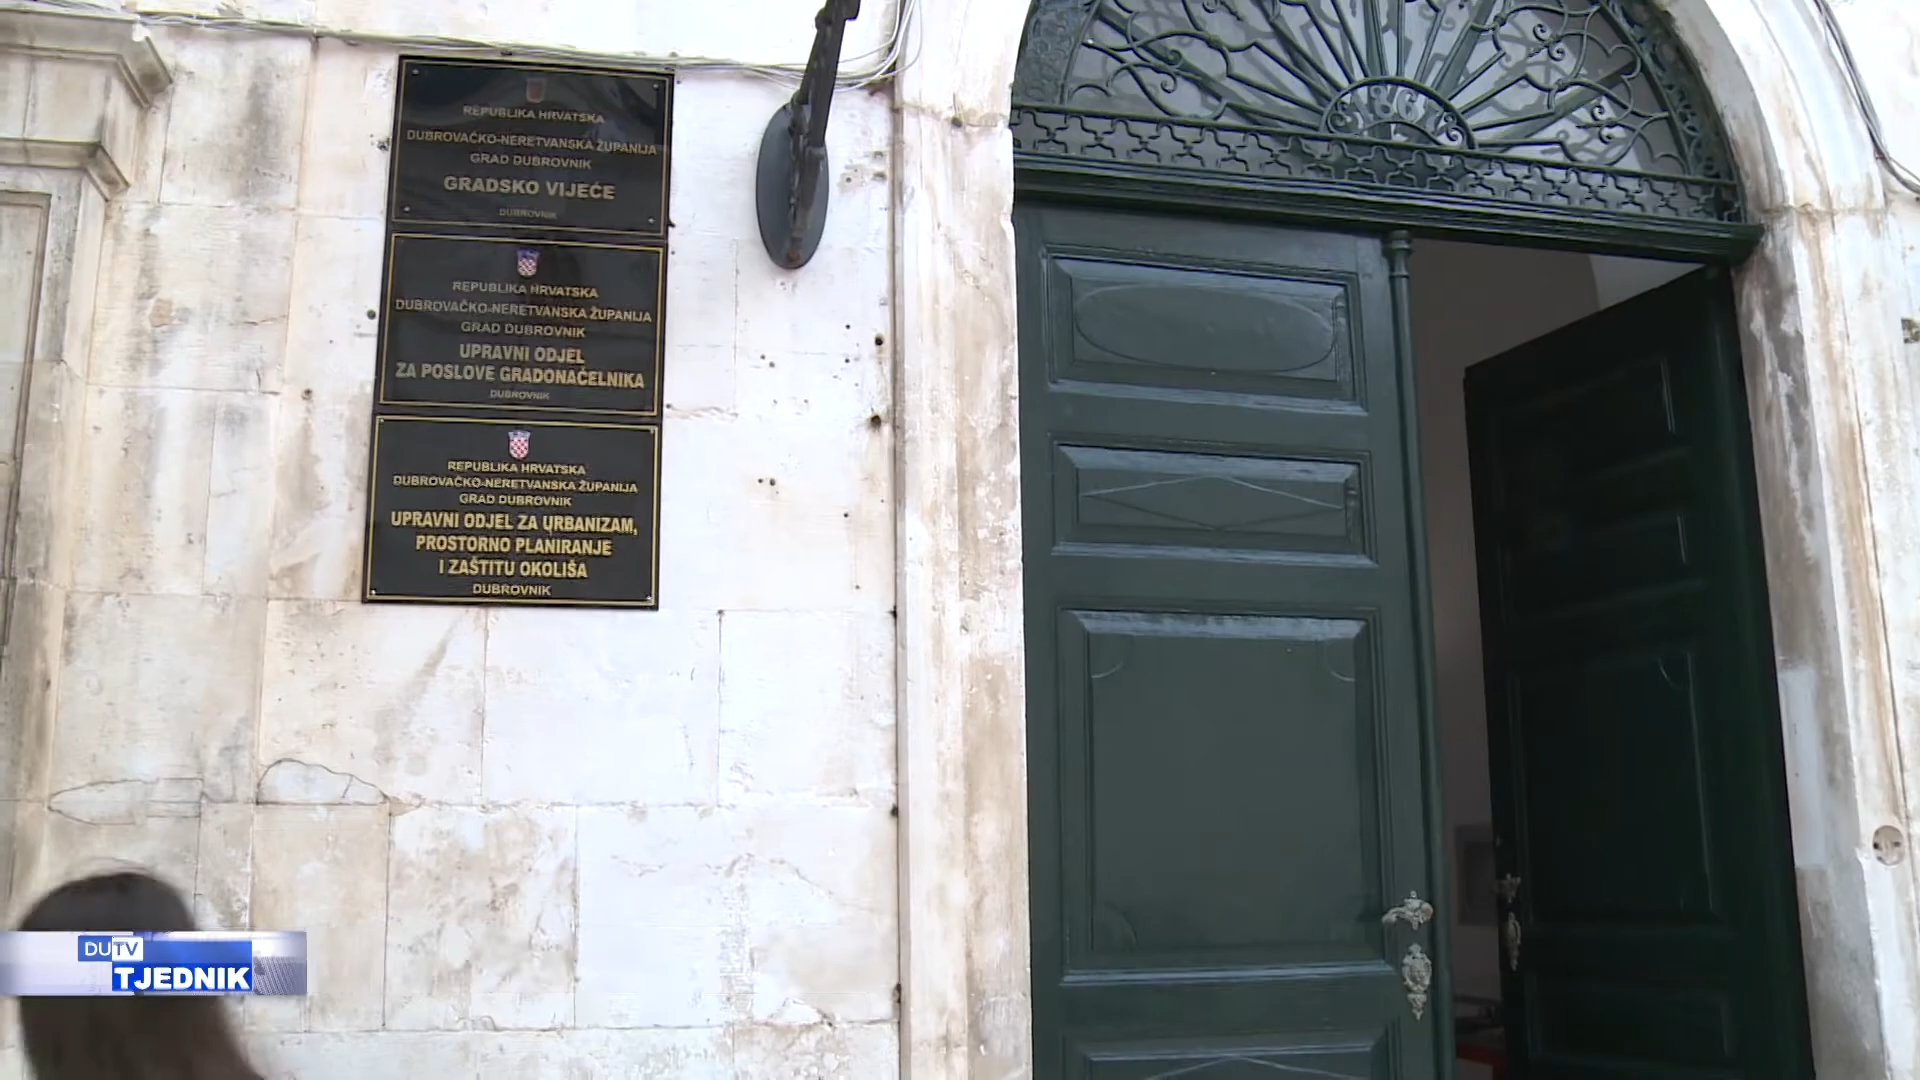 REPUBLIKA HRVATSKA
DUBROVAČKO-NERETVANSKA ŽUPANIJA
GRAD DUBROVNIK
GRADSKO VIJEĆE
DUBROVNIK
REPUBLIKA HRVATSKA
DUBROVAČKO-NERETVANSKA ŽUPANIJA
GRAD DUBROVNIK
UPRAVNI ODJEL
ZA POSLOVE GRADONAČELNIKA
DUBROVNIK
REPUBLIKA HRVATSKA
DUBROVAČKO-NERETVANSKA ŽUPANIJA
GRAD DUBROVNIK
UPRAVNI ODJEL ZA URBANIZAM,
PROSTORNO PLANIRANJE
I ZAŠTITU OKOLIŠA
DUBROVNIK
DUTV
TJEDNIK